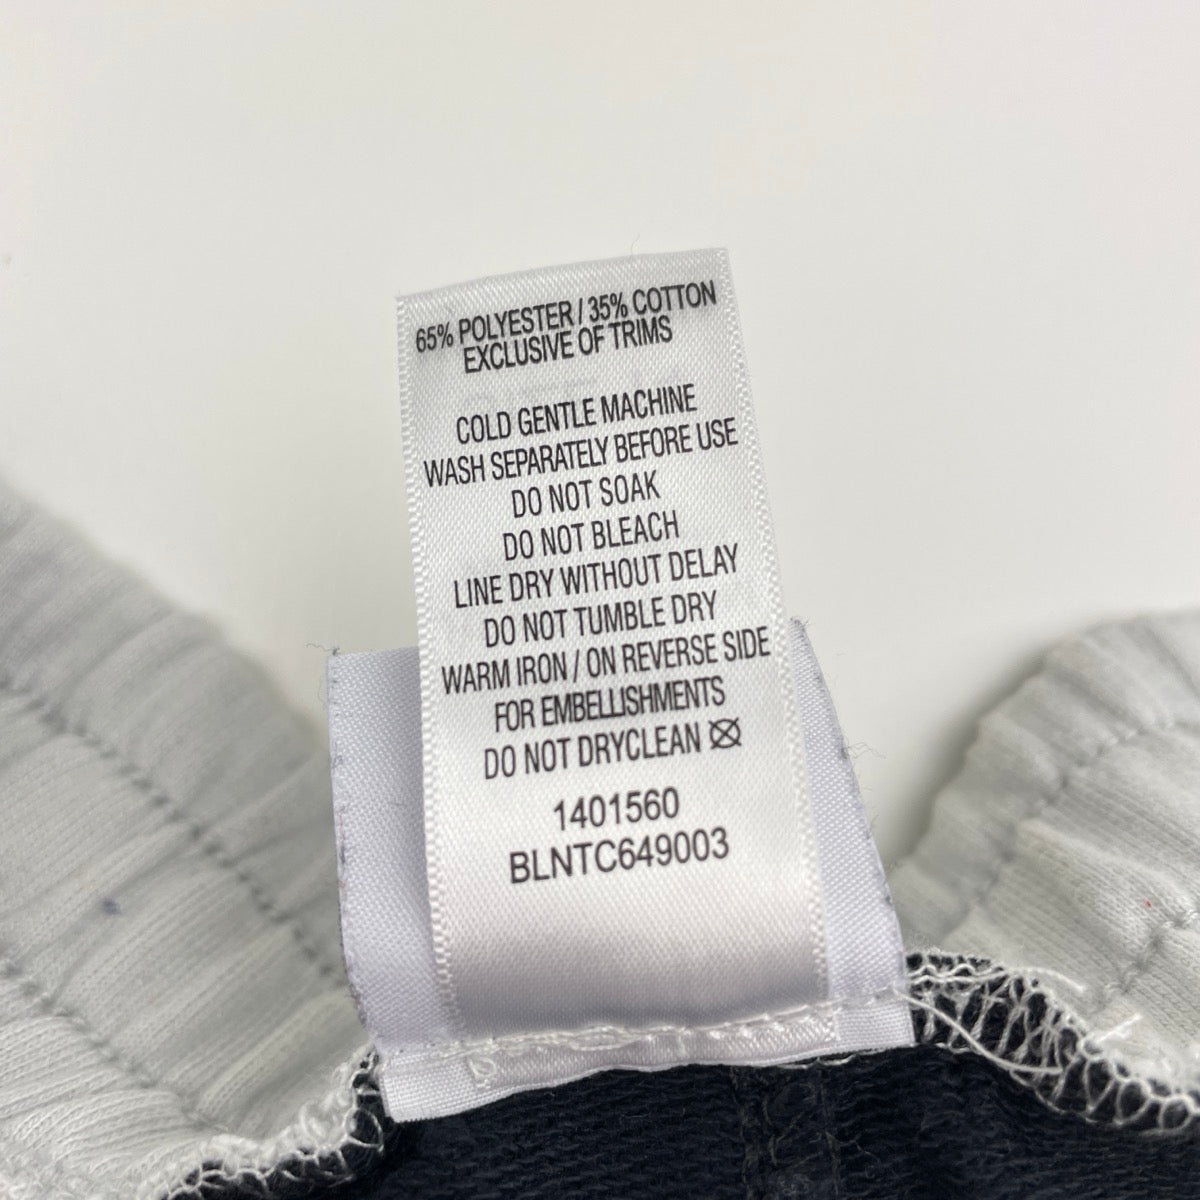 65% POLYESTER / 35% COTTON
EXCLUSIVE OF TRIMS
COLD GENTLE MACHINE
WASH SEPARATELY BEFORE USE
DO NOT SOAK
DO NOT BLEACH
LINE DRY WITHOUT DELAY
DO NOT TUMBLE DRY
WARM IRON / ON REVERSE SIDE
FOR EMBELLISHMENTS
DO NOT DRYCLEAN
1401560
BLNTC649003